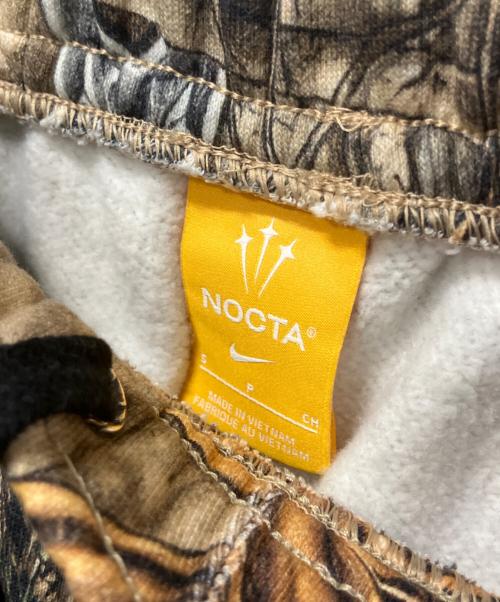 NOCTA®
S P CH
MADE IN VIETNAM
FABRIQUÉ AU VIETNAM